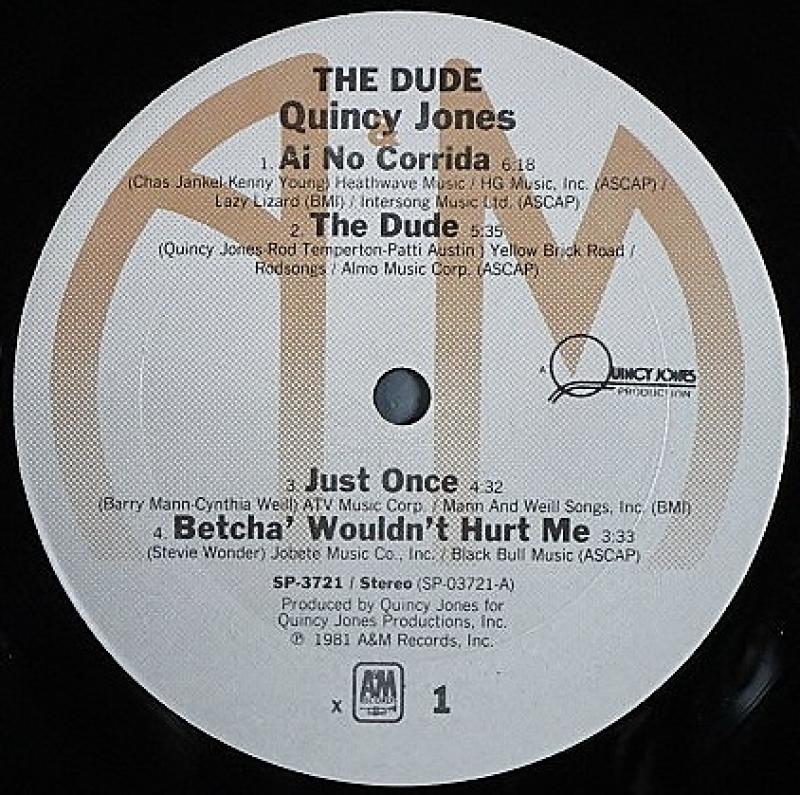 THE DUDE
Quincy Jones
1. Ai No Corrida 6:18
(Chas Jankel-Kenny Young) Heathwave Music / HG Music, Inc. (ASCAP) /
Lazy Lizard (BMI) / Intersong Music Ltd. (ASCAP)
2. The Dude 5:35
(Quincy Jones-Rod Temperton-Patti Austin ) Yellow Brick Road /
Rodsongs / Almo Music Corp. (ASCAP)
A QUINCY JONES
PRODUCTION
3 Just Once 4:32
(Barry Mann-Cynthia Weill) ATV Music Corp. / Mann And Weill Songs, Inc. (BMI)
4. Betcha' Wouldn't Hurt Me 3:33
(Stevie Wonder) Jobete Music Co., Inc. / Black Bull Music (ASCAP)
SP-3721 / Stereo (SP-03721-A)
Produced by Quincy Jones for
Quincy Jones Productions, Inc.
℗ 1981 A&M Records, Inc.
x A&M RECORDS 1